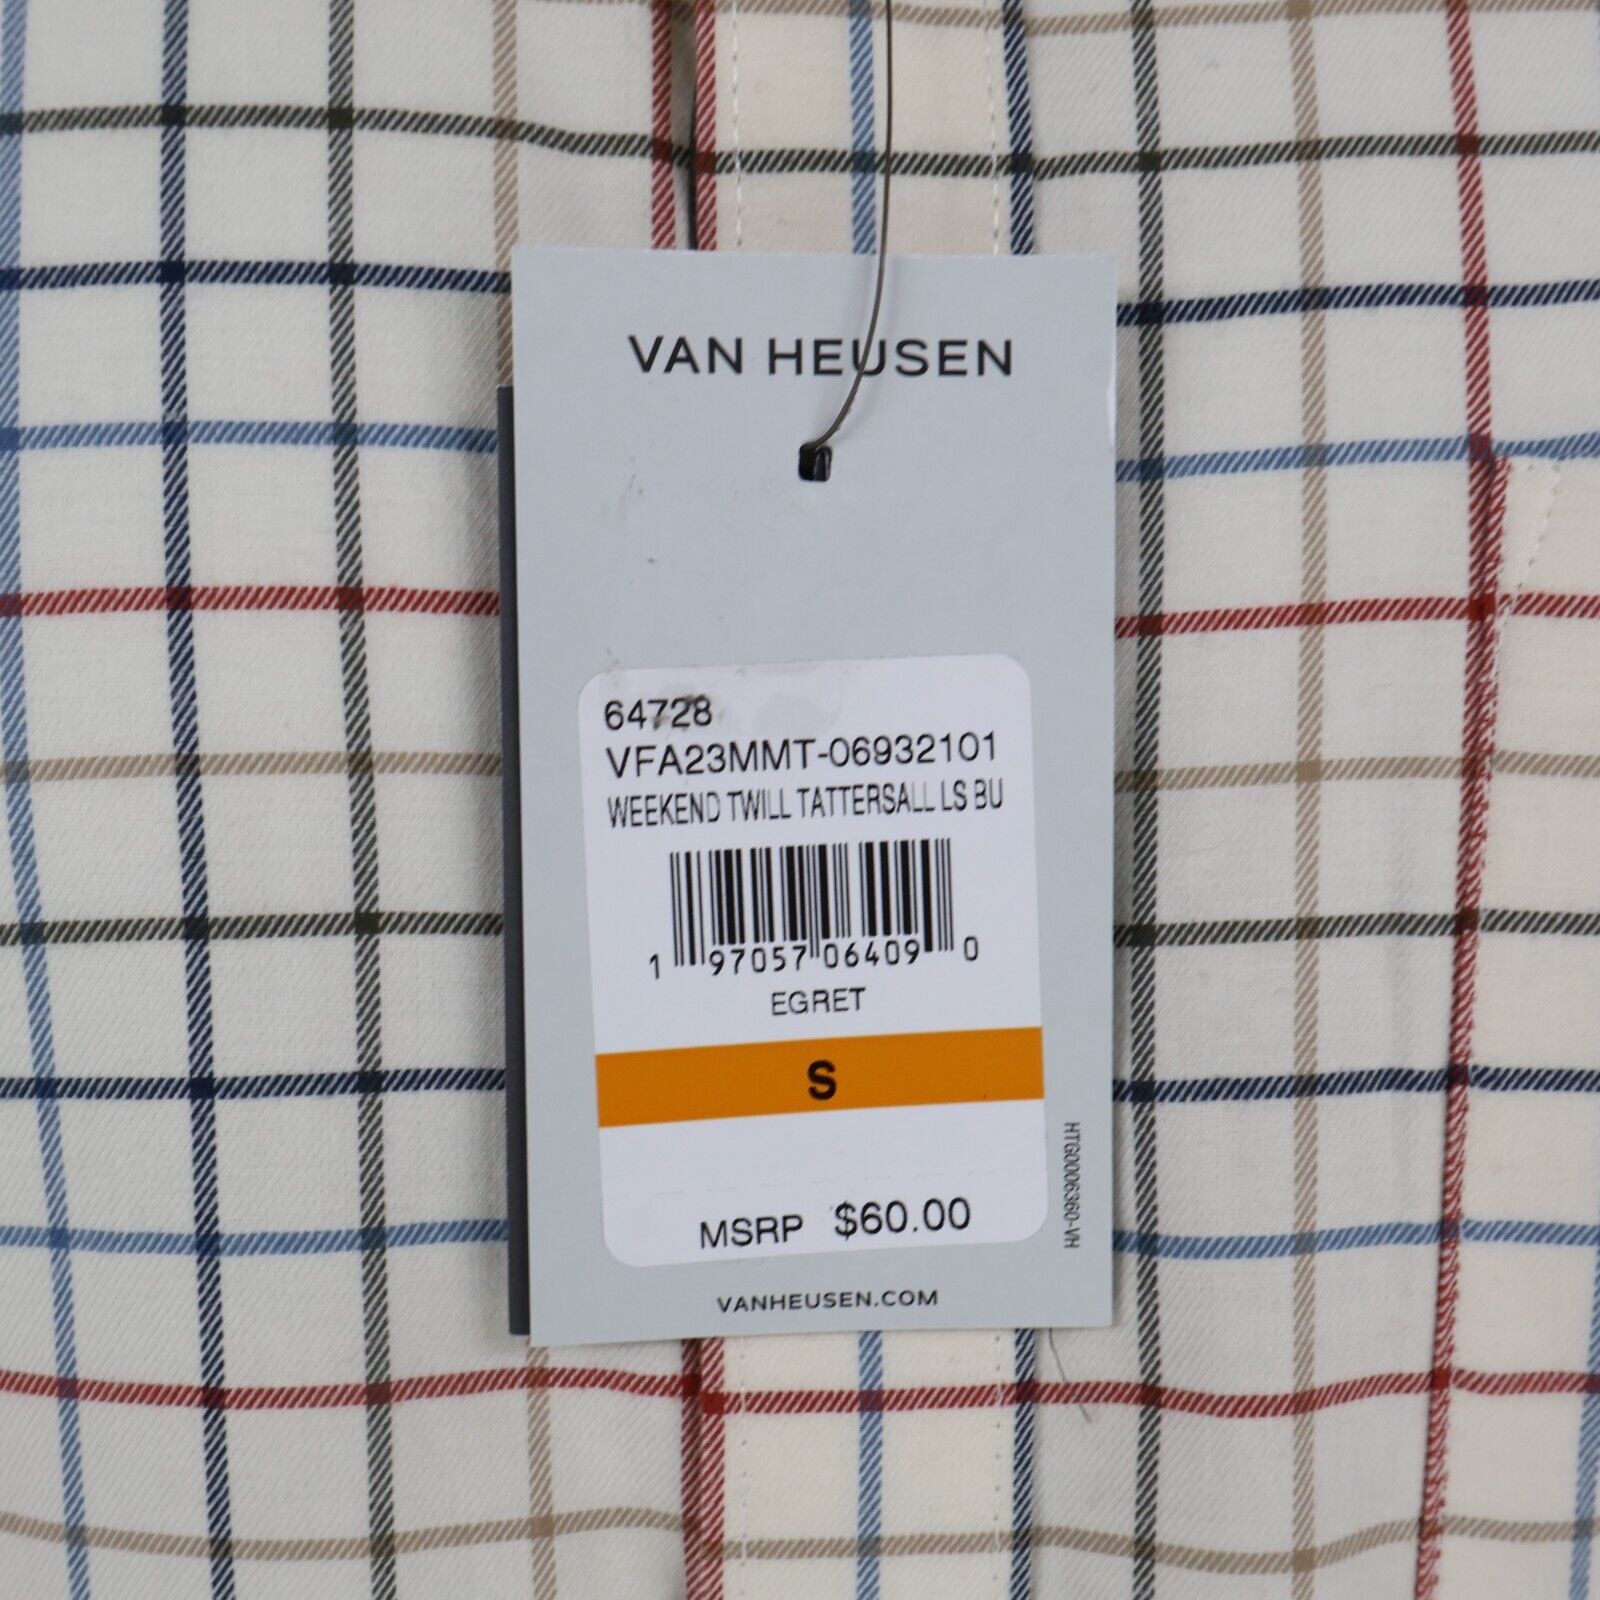 VAN HEUSEN
64728
VFA23MMT-06932101
WEEKEND TWILL TATTERSALL LS BU
1 97057 06409 0
EGRET
S
MSRP $60.00
HTG0006360-VH
VANHEUSEN.COM